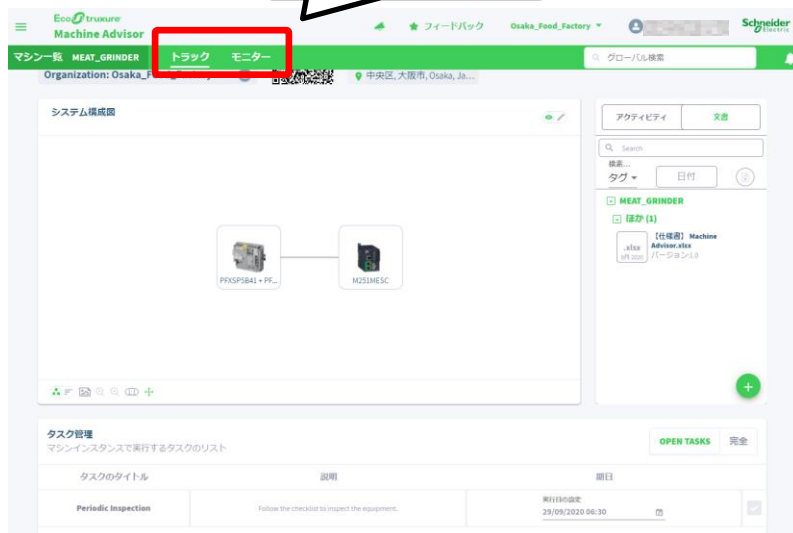 EcoStruxure
Machine Advisor
フィードバック
Osaka_Food_Factory
Schneider
Electric
マシン一覧 MEAT_GRINDER トラック モニター
グローバル検索
Organization: Osaka_F
中央区, 大阪市, Osaka, Ja...
システム構成図
アクティビティ 文書
Search
検索...
タグ 日付
MEAT_GRINDER
ほか (1)
.xlsx
9月 2020
【仕様書】 Machine
Advisor.xlsx
バージョン:1.0
PFXSP5B41 + PF...
M251MESC
タスク管理
マシンインスタンスで実行するタスクのリスト
OPEN TASKS 完全
タスクのタイトル 説明 期日
Periodic Inspection
Follow the checklist to inspect the equipment.
実行日の設定
29/09/2020 06:30